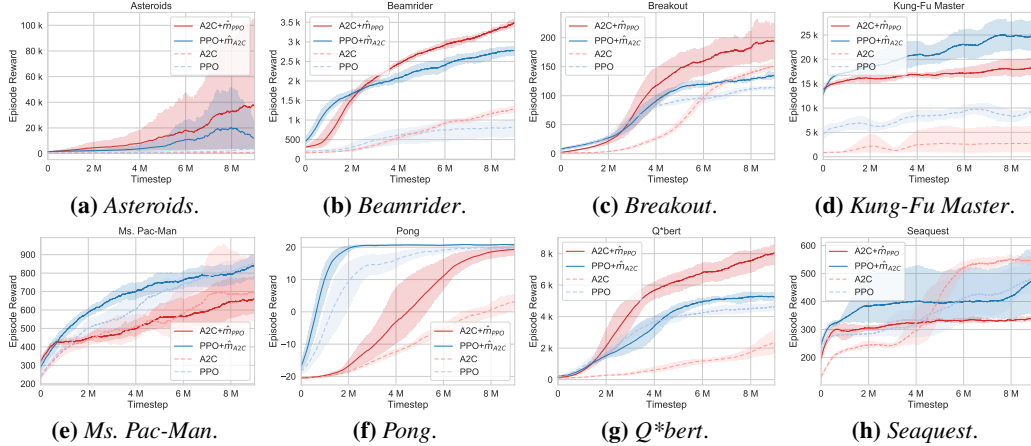 Asteroids
Episode Reward
100 k
80 k
60 k
40 k
20 k
0
A2C+m̂PPO
PPO+m̂A2C
A2C
PPO
2 M 4 M 6 M 8 M
Timestep
(a) Asteroids.
Beamrider
Episode Reward
3.5 k
3 k
2.5 k
2 k
1.5 k
1 k
500
0
A2C+m̂PPO
PPO+m̂A2C
A2C
PPO
0 M 2 M 4 M 6 M 8 M
Timestep
(b) Beamrider.
Breakout
Episode Reward
200
150
100
50
0
A2C+m̂PPO
PPO+m̂A2C
A2C
PPO
0 M 2 M 4 M 6 M 8 M
Timestep
(c) Breakout.
Kung-Fu Master
Episode Reward
25 k
20 k
15 k
10 k
5 k
0
A2C+m̂PPO
PPO+m̂A2C
A2C
PPO
0 M 2 M 4 M 6 M 8 M
Timestep
(d) Kung-Fu Master.
Ms. Pac-Man
Episode Reward
900
800
700
600
500
400
300
200
A2C+m̂PPO
PPO+m̂A2C
A2C
PPO
0 M 2 M 4 M 6 M 8 M
Timestep
(e) Ms. Pac-Man.
Pong
Episode Reward
20
10
0
−10
−20
A2C+m̂PPO
PPO+m̂A2C
A2C
PPO
0 M 2 M 4 M 6 M 8 M
Timestep
(f) Pong.
Q*bert
Episode Reward
8 k
6 k
4 k
2 k
0
A2C+m̂PPO
PPO+m̂A2C
A2C
PPO
0 M 2 M 4 M 6 M 8 M
Timestep
(g) Q*bert.
Seaquest
Episode Reward
600
500
400
300
200
100
A2C+m̂PPO
PPO+m̂A2C
A2C
PPO
0 M 2 M 4 M 6 M 8 M
Timestep
(h) Seaquest.